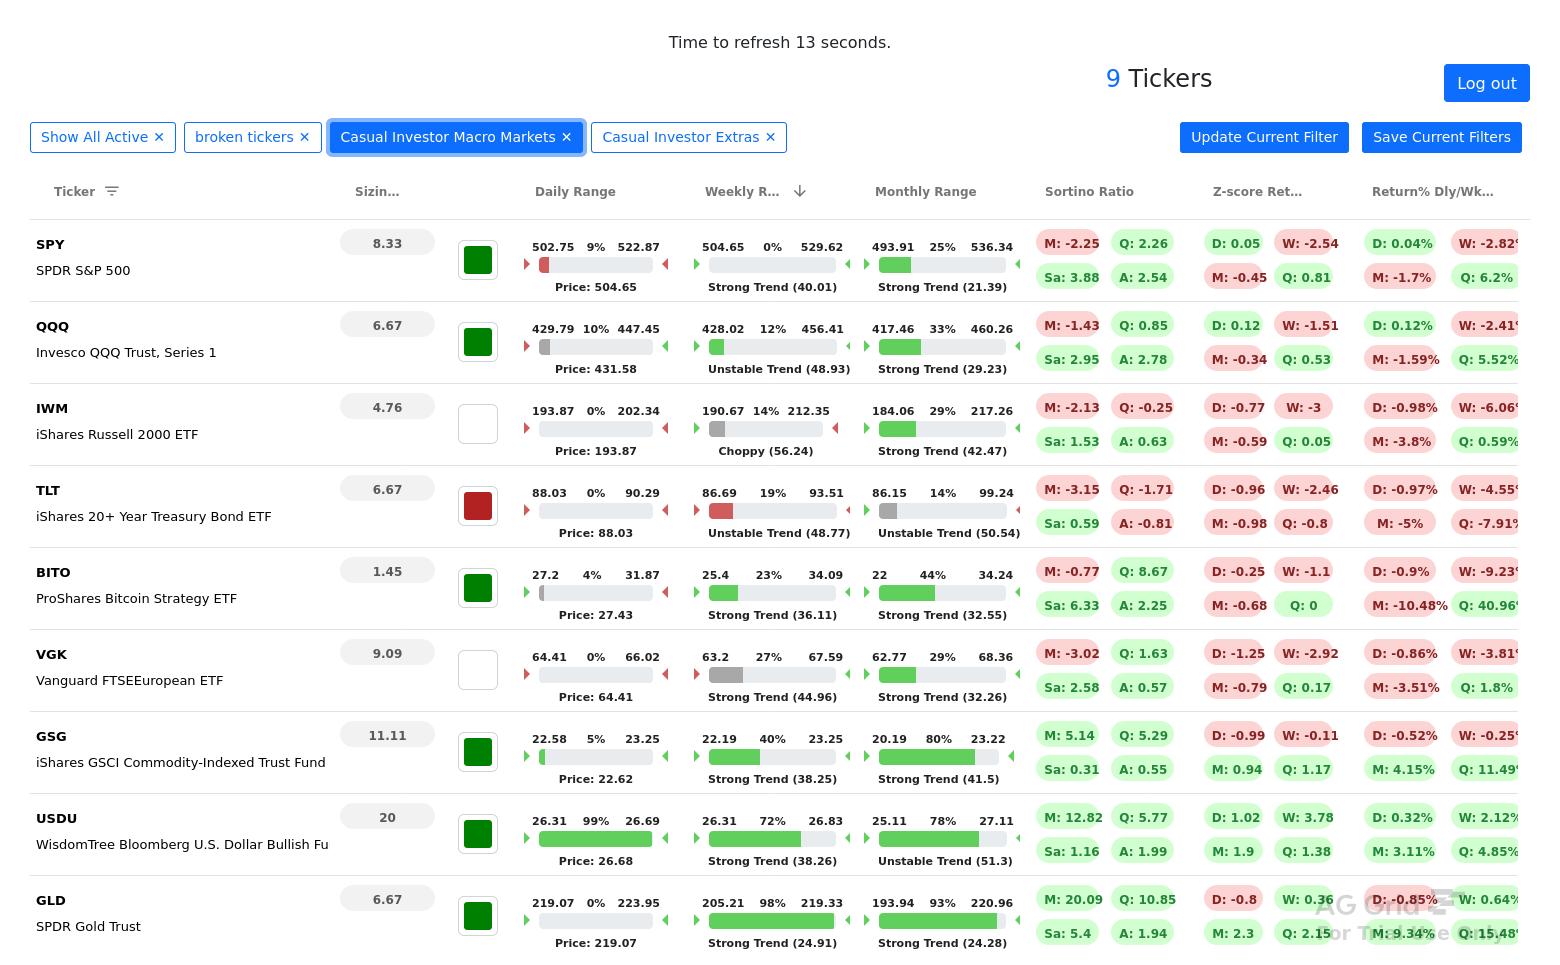 Time to refresh 13 seconds.
9 Tickers
Log out
Show All Active ✕ broken tickers ✕ Casual Investor Macro Markets ✕ Casual Investor Extras ✕ Update Current Filter Save Current Filters
Ticker Sizin... Daily Range Weekly R... Monthly Range Sortino Ratio Z-score Ret... Return% Dly/Wk...
SPY 8.33 M: -2.25 Q: 2.26 D: 0.05 W: -2.54 D: 0.04% W: -2.82%
502.75 9% 522.87 504.65 0% 529.62 493.91 25% 536.34
SPDR S&P 500 Sa: 3.88 A: 2.54 M: -0.45 Q: 0.81 M: -1.7% Q: 6.2%
Price: 504.65 Strong Trend (40.01) Strong Trend (21.39)
QQQ 6.67 M: -1.43 Q: 0.85 D: 0.12 W: -1.51 D: 0.12% W: -2.41%
429.79 10% 447.45 428.02 12% 456.41 417.46 33% 460.26
Invesco QQQ Trust, Series 1 Sa: 2.95 A: 2.78 M: -0.34 Q: 0.53 M: -1.59% Q: 5.52%
Price: 431.58 Unstable Trend (48.93) Strong Trend (29.23)
IWM 4.76 M: -2.13 Q: -0.25 D: -0.77 W: -3 D: -0.98% W: -6.06%
193.87 0% 202.34 190.67 14% 212.35 184.06 29% 217.26
iShares Russell 2000 ETF Sa: 1.53 A: 0.63 M: -0.59 Q: 0.05 M: -3.8% Q: 0.59%
Price: 193.87 Choppy (56.24) Strong Trend (42.47)
TLT 6.67 M: -3.15 Q: -1.71 D: -0.96 W: -2.46 D: -0.97% W: -4.55%
88.03 0% 90.29 86.69 19% 93.51 86.15 14% 99.24
iShares 20+ Year Treasury Bond ETF Sa: 0.59 A: -0.81 M: -0.98 Q: -0.8 M: -5% Q: -7.91%
Price: 88.03 Unstable Trend (48.77) Unstable Trend (50.54)
BITO 1.45 M: -0.77 Q: 8.67 D: -0.25 W: -1.1 D: -0.9% W: -9.23%
27.2 4% 31.87 25.4 23% 34.09 22 44% 34.24
ProShares Bitcoin Strategy ETF Sa: 6.33 A: 2.25 M: -0.68 Q: 0 M: -10.48% Q: 40.96%
Price: 27.43 Strong Trend (36.11) Strong Trend (32.55)
VGK 9.09 M: -3.02 Q: 1.63 D: -1.25 W: -2.92 D: -0.86% W: -3.81%
64.41 0% 66.02 63.2 27% 67.59 62.77 29% 68.36
Vanguard FTSEEuropean ETF Sa: 2.58 A: 0.57 M: -0.79 Q: 0.17 M: -3.51% Q: 1.8%
Price: 64.41 Strong Trend (44.96) Strong Trend (32.26)
GSG 11.11 M: 5.14 Q: 5.29 D: -0.99 W: -0.11 D: -0.52% W: -0.25%
22.58 5% 23.25 22.19 40% 23.25 20.19 80% 23.22
iShares GSCI Commodity-Indexed Trust Fund Sa: 0.31 A: 0.55 M: 0.94 Q: 1.17 M: 4.15% Q: 11.49%
Price: 22.62 Strong Trend (38.25) Strong Trend (41.5)
USDU 20 M: 12.82 Q: 5.77 D: 1.02 W: 3.78 D: 0.32% W: 2.12%
26.31 99% 26.69 26.31 72% 26.83 25.11 78% 27.11
WisdomTree Bloomberg U.S. Dollar Bullish Fu Sa: 1.16 A: 1.99 M: 1.9 Q: 1.38 M: 3.11% Q: 4.85%
Price: 26.68 Strong Trend (38.26) Unstable Trend (51.3)
GLD 6.67 M: 20.09 Q: 10.85 D: -0.8 W: 0.36 D: -0.85% W: 0.64%
219.07 0% 223.95 205.21 98% 219.33 193.94 93% 220.96
AG Grid
SPDR Gold Trust Sa: 5.4 A: 1.94 M: 2.3 Q: 2.15 M: 9.34% Q: 15.48%
For Trial Use Only
Price: 219.07 Strong Trend (24.91) Strong Trend (24.28)